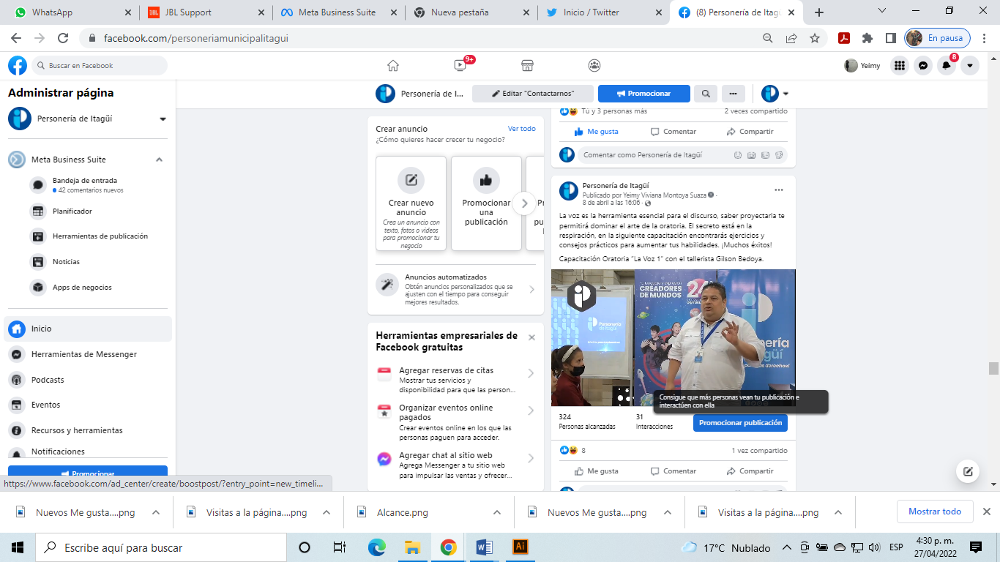 WhatsApp
JBL Support
Meta Business Suite
Nueva pestaña
Inicio / Twitter
(8) Personería de Itagü
facebook.com/personeriamunicipalitagui
En pausa
Buscar en Facebook
9+
Yeimy
8
Administrar página
Personería de Itagüí
Meta Business Suite
Bandeja de entrada
42 comentarios nuevos
Planificador
Herramientas de publicación
Noticias
Apps de negocios
Inicio
Herramientas de Messenger
Podcasts
Eventos
Recursos y herramientas
Notificaciones
Promocionar
https://www.facebook.com/ad_center/create/boostpost/?entry_point=new_timeli...
Personería de I...
Editar "Contactarnos"
Promocionar
Crear anuncio
Ver todo
¿Cómo quieres hacer crecer tu negocio?
Crear nuevo
anuncio
Crea un anuncio con
texto, fotos o videos
para promocionar tu
negocio
Promocionar
una
publicación
Anuncios automatizados
Obtén anuncios personalizados que se
ajusten con el tiempo para conseguir
mejores resultados.
Herramientas empresariales de
Facebook gratuitas
Agregar reservas de citas
Mostrar tus servicios y
disponibilidad para que las person...
Organizar eventos online
pagados
Crear eventos online en los que las
personas paguen para acceder.
Agregar chat al sitio web
Agrega Messenger a tu sitio web
para impulsar las ventas y ofrecer...
Tú y 3 personas más
2 veces compartido
Me gusta
Comentar
Compartir
Comentar como Personería de Itagüí
Personería de Itagüí
Publicado por Yeimy Viviana Montoya Suaza
8 de abril a las 16:06
La voz es la herramienta esencial para el discurso, saber proyectarla te
permitirá dominar el arte de la oratoria. El secreto está en la
respiración, en la siguiente capacitación encontrarás ejercicios y
consejos prácticos para aumentar tus habilidades. ¡Muchos éxitos!
Capacitación Oratoria "La Voz 1" con el tallerista Gilson Bedoya.
Tu lenguaje y expresión
CREADORES
DE MUNDOS
Personería
de Itagüí
Consigue que más personas vean tu publicación e
interactúen con ella
324
Personas alcanzadas
31
Interacciones
Promocionar publicación
8
1 vez compartido
Me gusta
Comentar
Compartir
Nuevos Me gusta....png
Visitas a la página....png
Alcance.png
Nuevos Me gusta....png
Visitas a la página....png
Mostrar todo
Escribe aquí para buscar
17°C Nublado
ESP
4:30 p. m.
27/04/2022